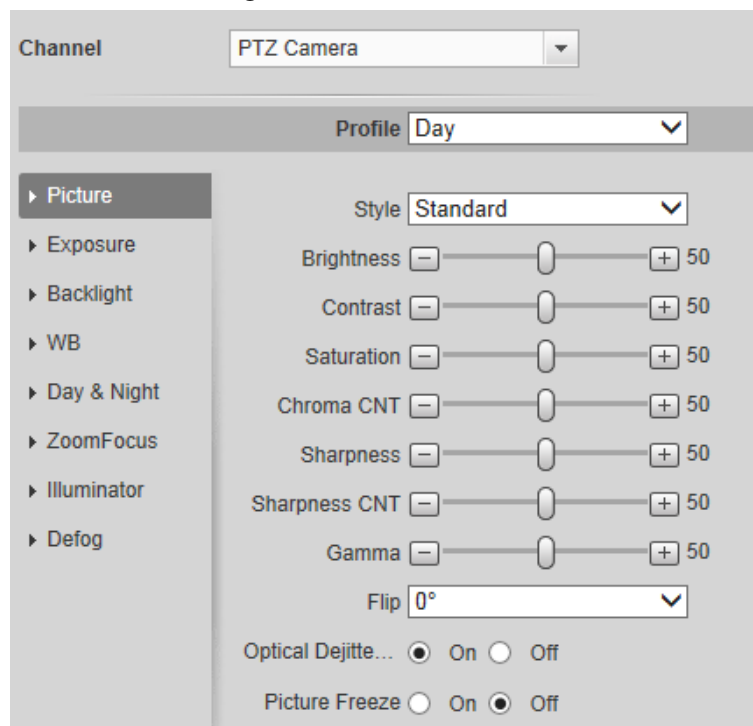 Channel PTZ Camera
Profile Day
Picture
Style Standard
Exposure
Brightness 50
Backlight
Contrast 50
WB
Saturation 50
Day & Night
Chroma CNT 50
ZoomFocus
Sharpness 50
Illuminator
Sharpness CNT 50
Defog
Gamma 50
Flip 0°
Optical Dejitte... On Off
Picture Freeze On Off